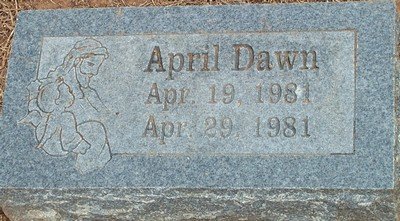 April Dawn
Apr. 19, 1981
Apr. 29, 1981